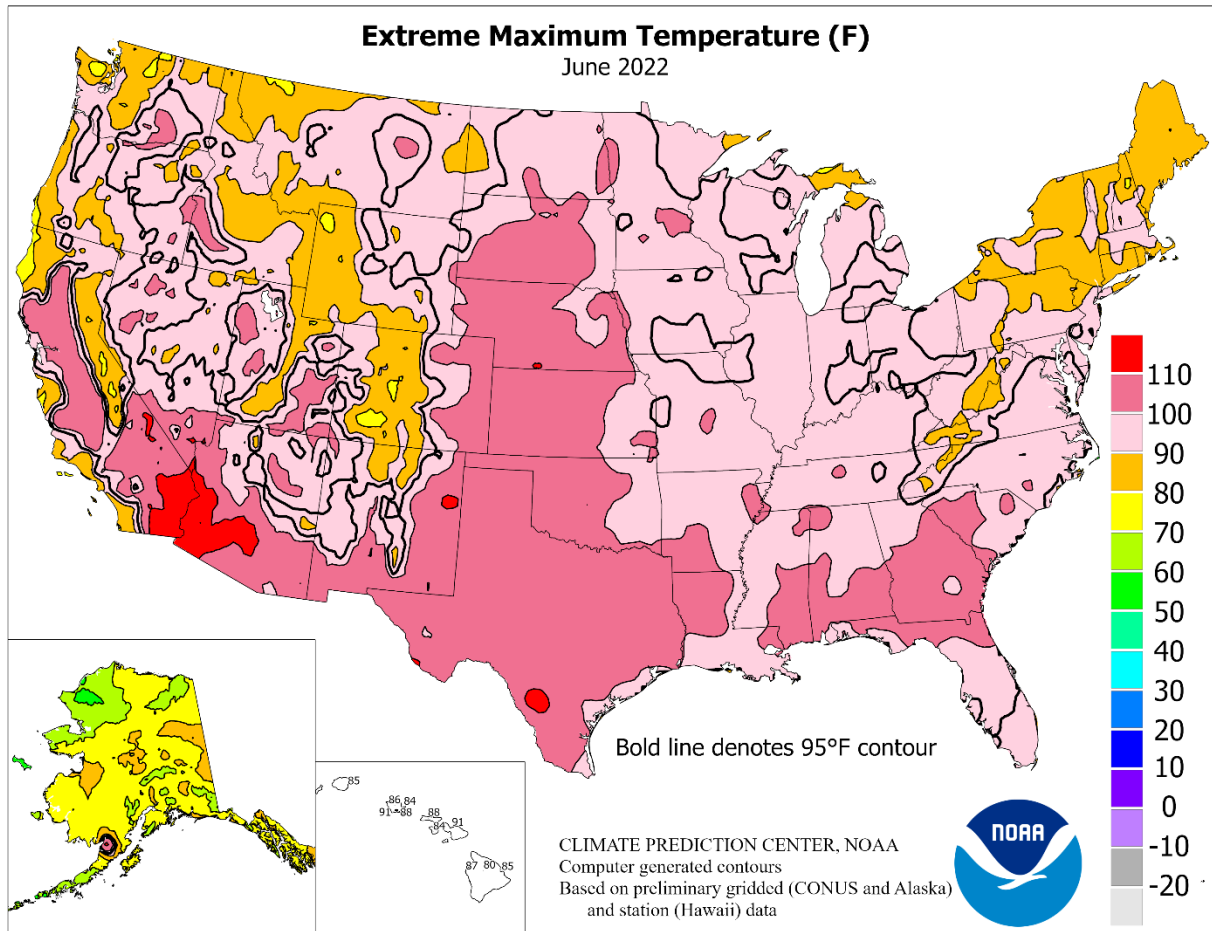 Extreme Maximum Temperature (F)
June 2022
110
100
90
80
70
60
50
40
30
20
10
0
-10
-20
Bold line denotes 95°F contour
85
86 84
91 88
88
84
91
87 80 85
CLIMATE PREDICTION CENTER, NOAA
Computer generated contours
Based on preliminary gridded (CONUS and Alaska)
and station (Hawaii) data
NOAA